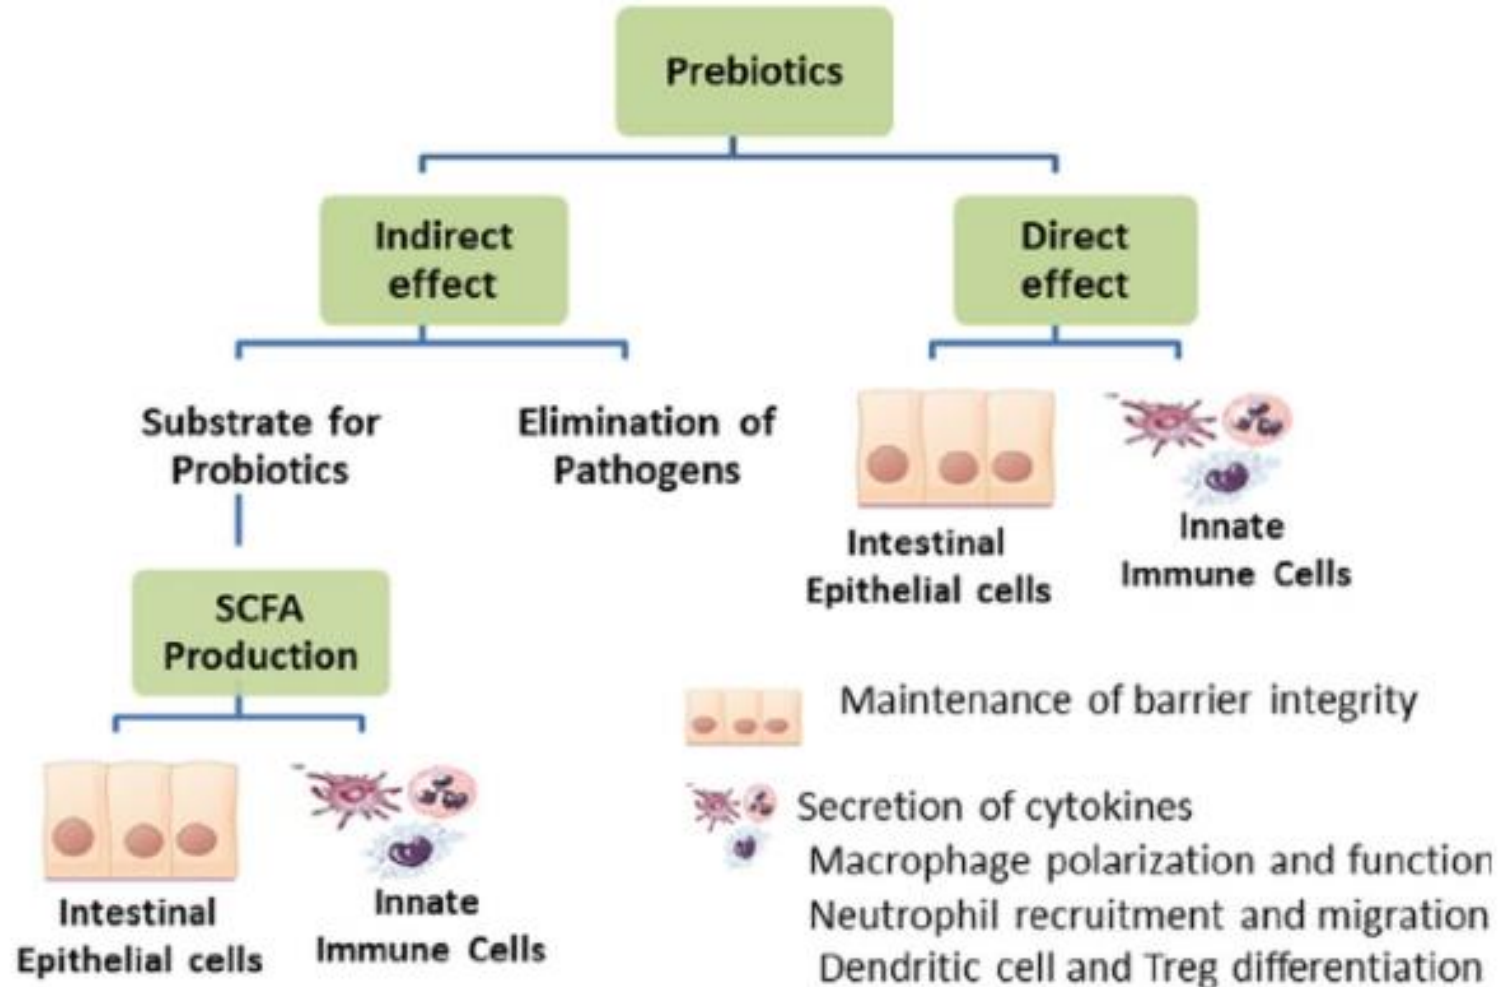 Prebiotics
Indirect
effect
Direct
effect
Substrate for
Probiotics
Elimination of
Pathogens
Intestinal
Epithelial cells
Innate
Immune Cells
SCFA
Production
Intestinal
Epithelial cells
Innate
Immune Cells
Maintenance of barrier integrity
Secretion of cytokines
Macrophage polarization and function
Neutrophil recruitment and migration
Dendritic cell and Treg differentiation